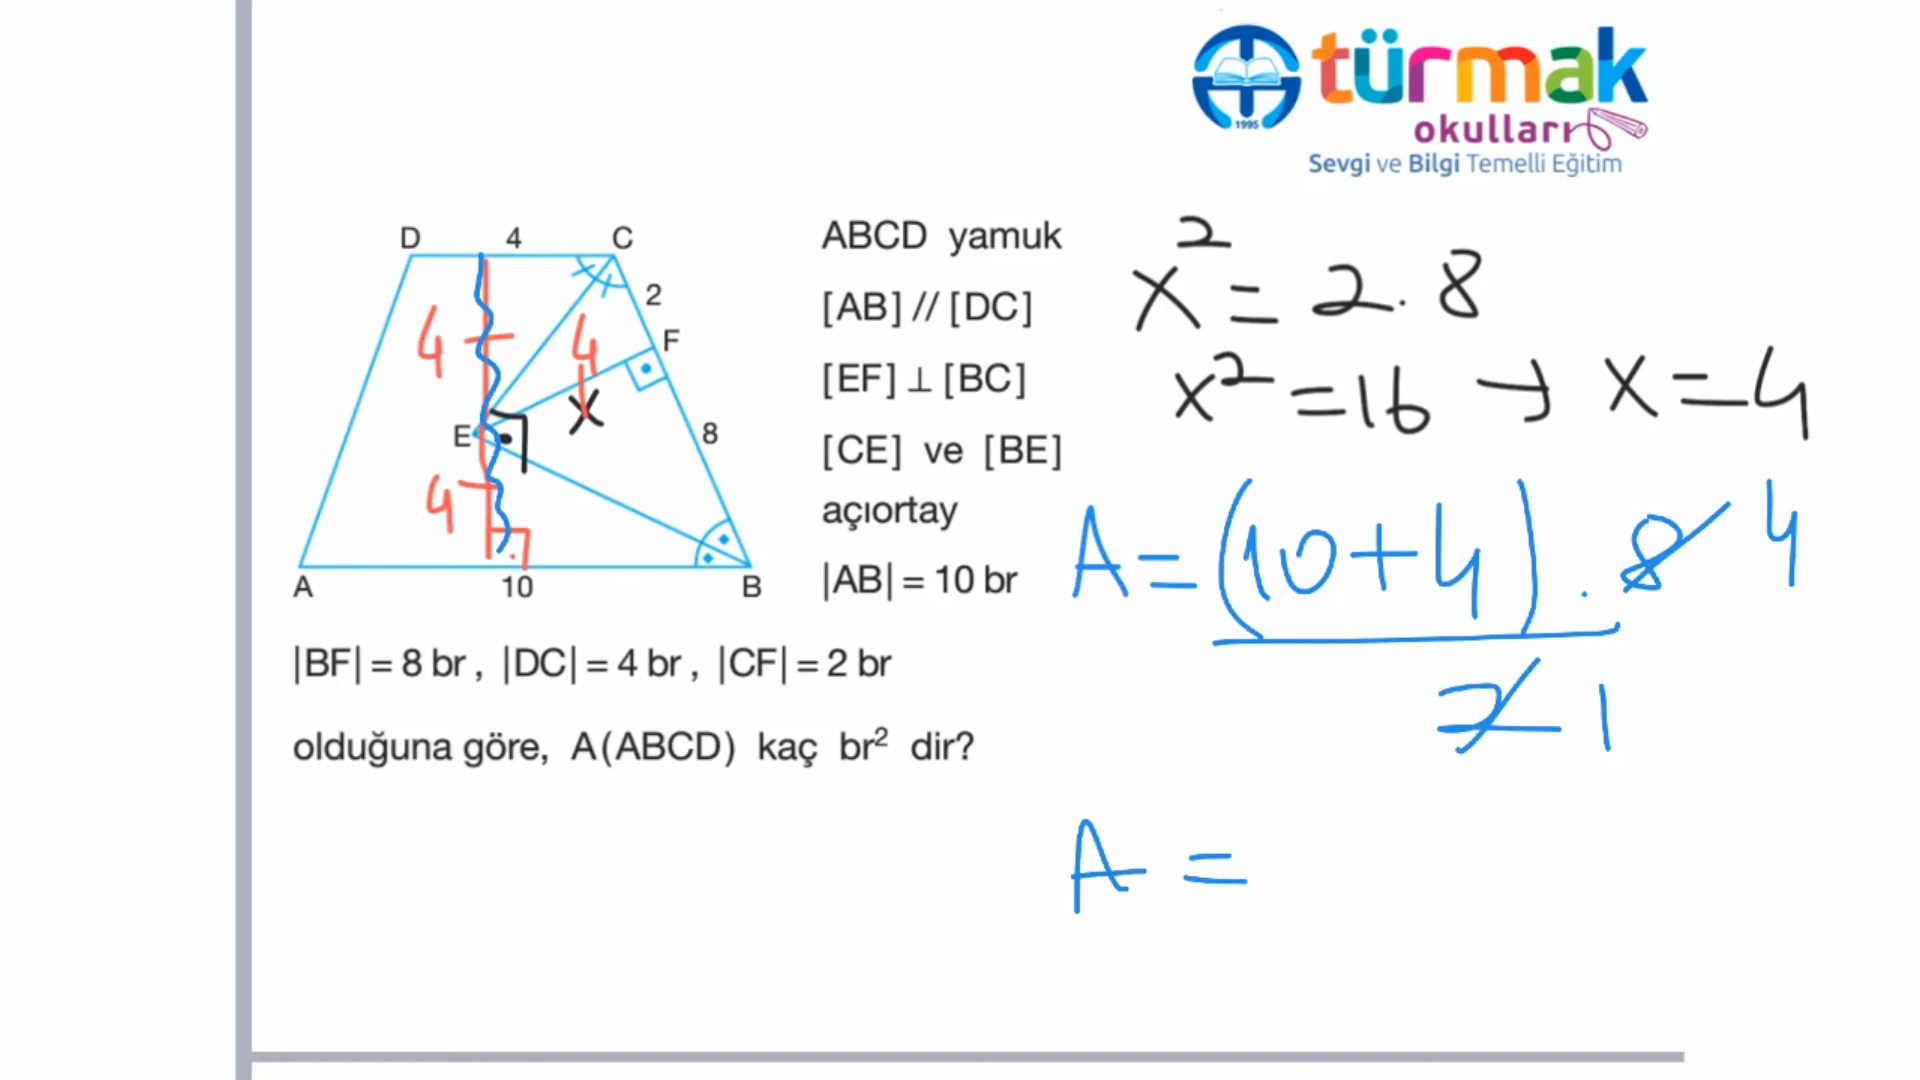 1995
türmak
okulları
Sevgi ve Bilgi Temelli Eğitim
D 4 C
2
F
4
4
x
E
8
4
A 10 B
ABCD yamuk
[AB] // [DC]
[EF] ⊥ [BC]
[CE] ve [BE]
açıortay
|AB| = 10 br
|BF| = 8 br , |DC| = 4 br , |CF| = 2 br
olduğuna göre, A(ABCD) kaç br² dir?
x² = 2.8
x² = 16 → x = 4
A = (10+4) . 8 4
2 1
A =